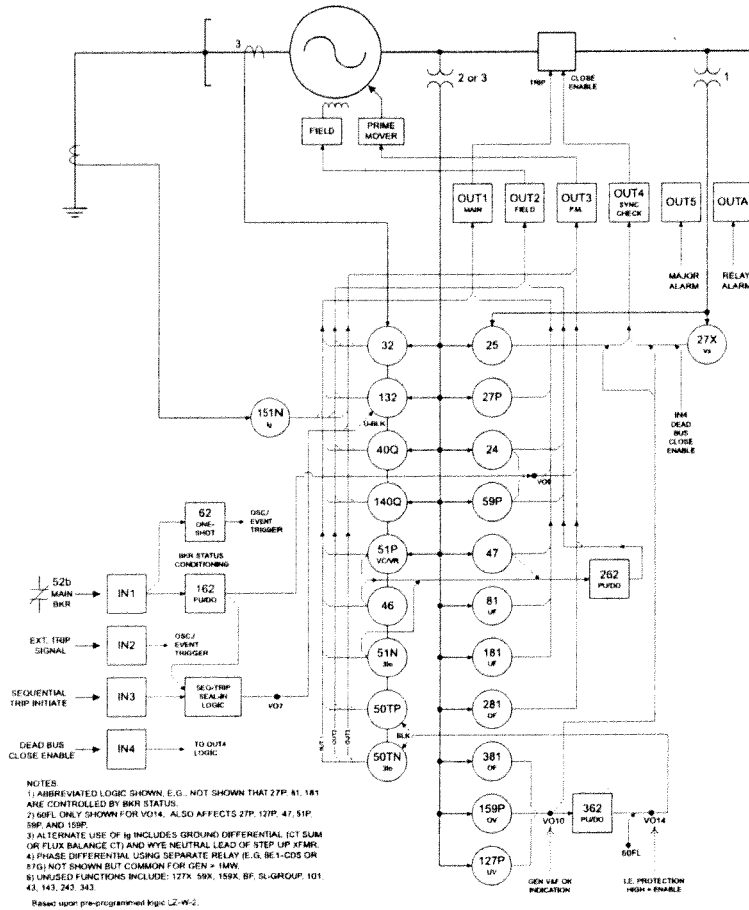 3
2 or 3
1
TRIP
CLOSE
ENABLE
FIELD
PRIME
MOVER
OUT1
MAIN
OUT2
FIELD
OUT3
P.M.
OUT4
SYNC
CHECK
OUT5
OUTA
MAJOR
ALARM
RELAY
ALARM
32
25
27X
Vx
132
27P
151N
Ig
U-BLK
IN4
DEAD
BUS
CLOSE
ENABLE
40Q
24
140Q
59P
62
ONE-
SHOT
OSC/
EVENT
TRIGGER
51P
VC/VR
47
BKR STATUS
CONDITIONING
52b
MAIN
BKR
IN1
162
PU/DO
262
PU/DO
46
81
UF
EXT. TRIP
SIGNAL
IN2
OSC/
EVENT
TRIGGER
51N
3Io
181
UF
SEQUENTIAL
TRIP INITIATE
IN3
SEQ-TRIP
SEAL-IN
LOGIC
VO7
50TP
281
OF
BLK
DEAD BUS
CLOSE ENABLE
IN4
TO OUT4
LOGIC
OUT2
OUT1
50TN
3Io
381
OF
159P
OV
VO10
362
PU/DO
VO14
60FL
127P
UV
GEN V&F OK
INDICATION
I.E. PROTECTION
HIGH = ENABLE
NOTES:
1) ABBREVIATED LOGIC SHOWN, E.G., NOT SHOWN THAT 27P, 81, 181
ARE CONTROLLED BY BKR STATUS.
2) 60FL ONLY SHOWN FOR VO14. ALSO AFFECTS 27P, 127P, 47, 51P,
59P, AND 159P.
3) ALTERNATE USE OF Ig INCLUDES GROUND DIFFERENTIAL (CT SUM
OR FLUX BALANCE CT) AND WYE NEUTRAL LEAD OF STEP UP XFMR.
4) PHASE DIFFERENTIAL USING SEPARATE RELAY (E.G, BE1-CDS OR
87G) NOT SHOWN BUT COMMON FOR GEN > 1MW.
5) UNUSED FUNCTIONS INCLUDE: 127X, 59X, 159X, BF, SL-GROUP, 101,
43, 143, 243, 343.
Based upon pre-programmed logic LZ-W-2.